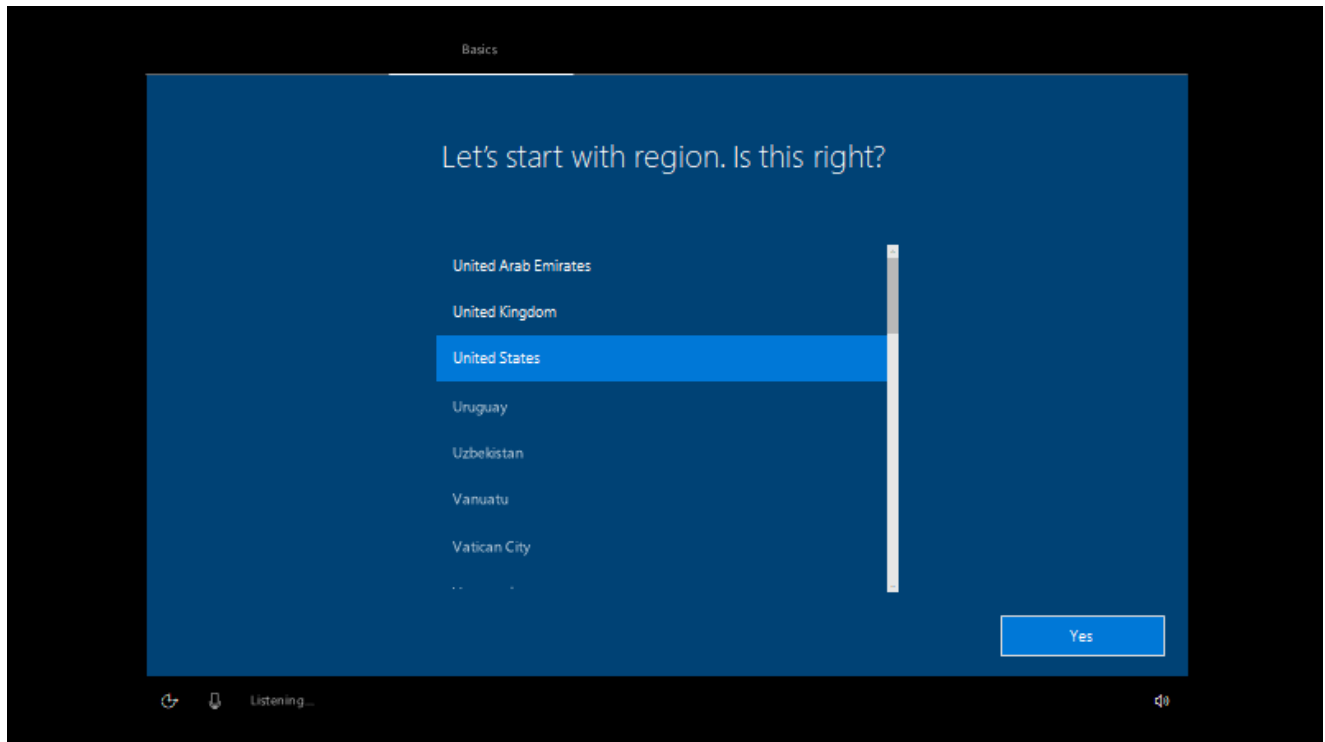 Basics
Let's start with region. Is this right?
United Arab Emirates
United Kingdom
United States
Uruguay
Uzbekistan
Vanuatu
Vatican City
Yes
Listening...